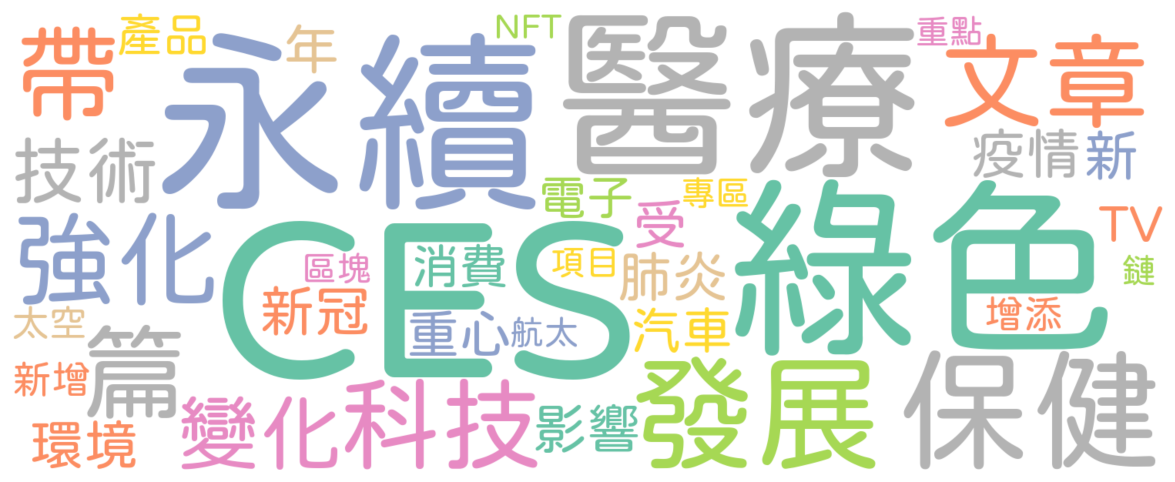 帶
產品
年
永續
NFT
醫療
重點
文章
技術
疫情
新
強化
CES
電子
專區
受
綠色
TV
區塊
消費
項目
肺炎
鏈
太空
新冠
重心
航太
汽車
增添
新增
篇
環境
變化
科技
影響
發展
保健